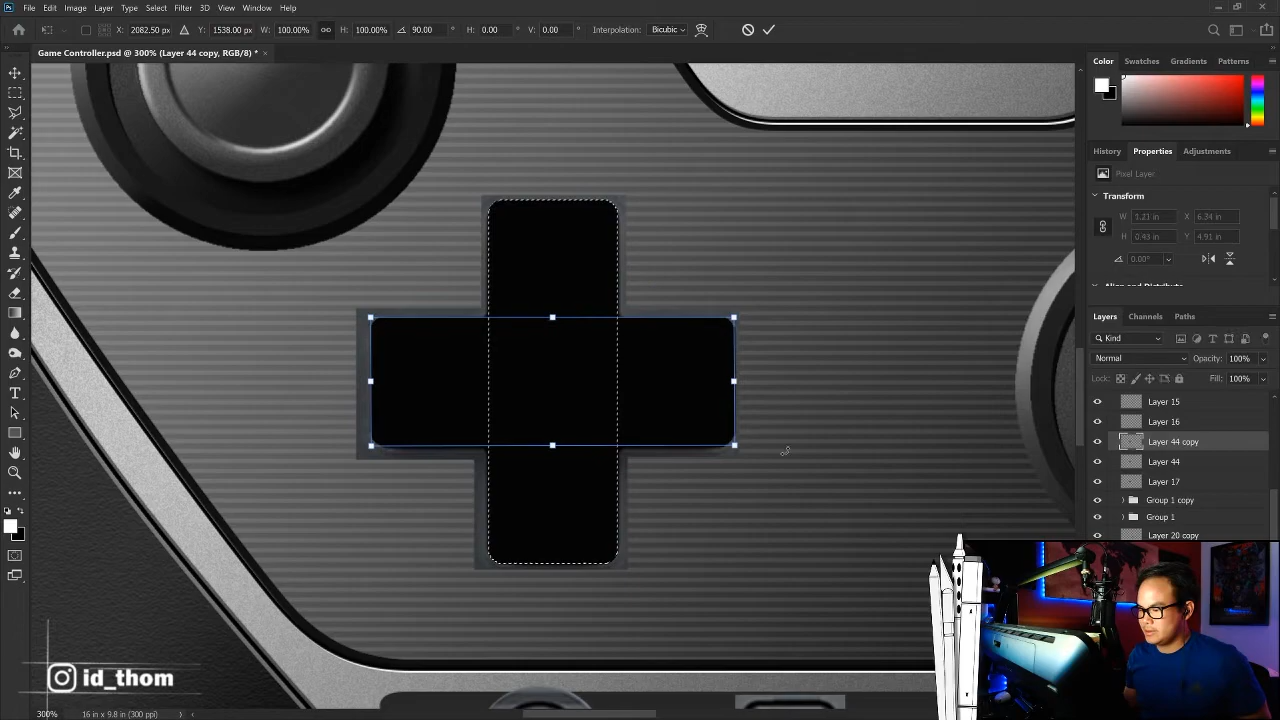 Ps File Edit Image Layer Type Select Filter 3D View Window Help
X: 2082.50 px Y: 1538.00 px W: 100.00% H: 100.00% 90.00 ° H: 0.00 ° V: 0.00 ° Interpolation: Bicubic
Game Controller.psd @ 300% (Layer 44 copy, RGB/8) * ×
Color Swatches Gradients Patterns
History Properties Adjustments
Pixel Layer
Transform
W 1.21 in X 6.34 in
H 0.43 in Y 4.91 in
0.00°
Align and Distribute
Layers Channels Paths
Kind
Normal Opacity: 100%
Lock: Fill: 100%
Layer 15
Layer 16
Layer 44 copy
Layer 44
Layer 17
Group 1 copy
Group 1
Layer 20 copy
id_thom
300% 16 in x 9.8 in (300 ppi)